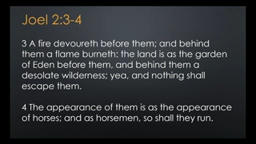 Joel 2:3-4
3 A fire devoureth before them; and behind
them a flame burneth: the land is as the garden
of Eden before them, and behind them a
desolate wilderness; yea, and nothing shall
escape them.
4 The appearance of them is as the appearance
of horses; and as horsemen, so shall they run.